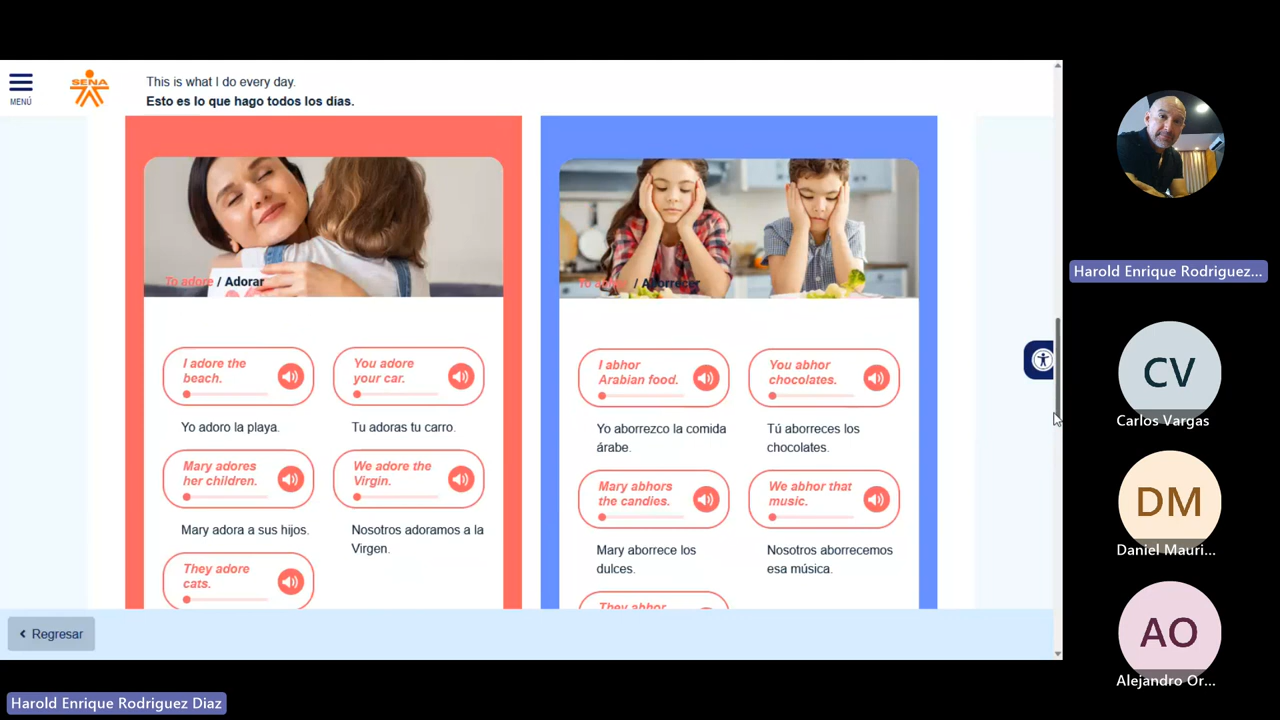 MENÚ
SENA
This is what I do every day.
Esto es lo que hago todos los días.
To adore / Adorar
I adore the
beach.
You adore
your car.
Yo adoro la playa.
Tu adoras tu carro.
Mary adores
her children.
We adore the
Virgin.
Mary adora a sus hijos.
Nosotros adoramos a la
Virgen.
They adore
cats.
/ Aborrecer
I abhor
Arabian food.
You abhor
chocolates.
Yo aborrezco la comida
árabe.
Tú aborreces los
chocolates.
Mary abhors
the candies.
We abhor that
music.
Mary aborrece los
dulces.
Nosotros aborrecemos
esa música.
They abhor
Regresar
Harold Enrique Rodriguez Diaz
Harold Enrique Rodriguez...
CV
Carlos Vargas
DM
Daniel Mauri...
AO
Alejandro Or...